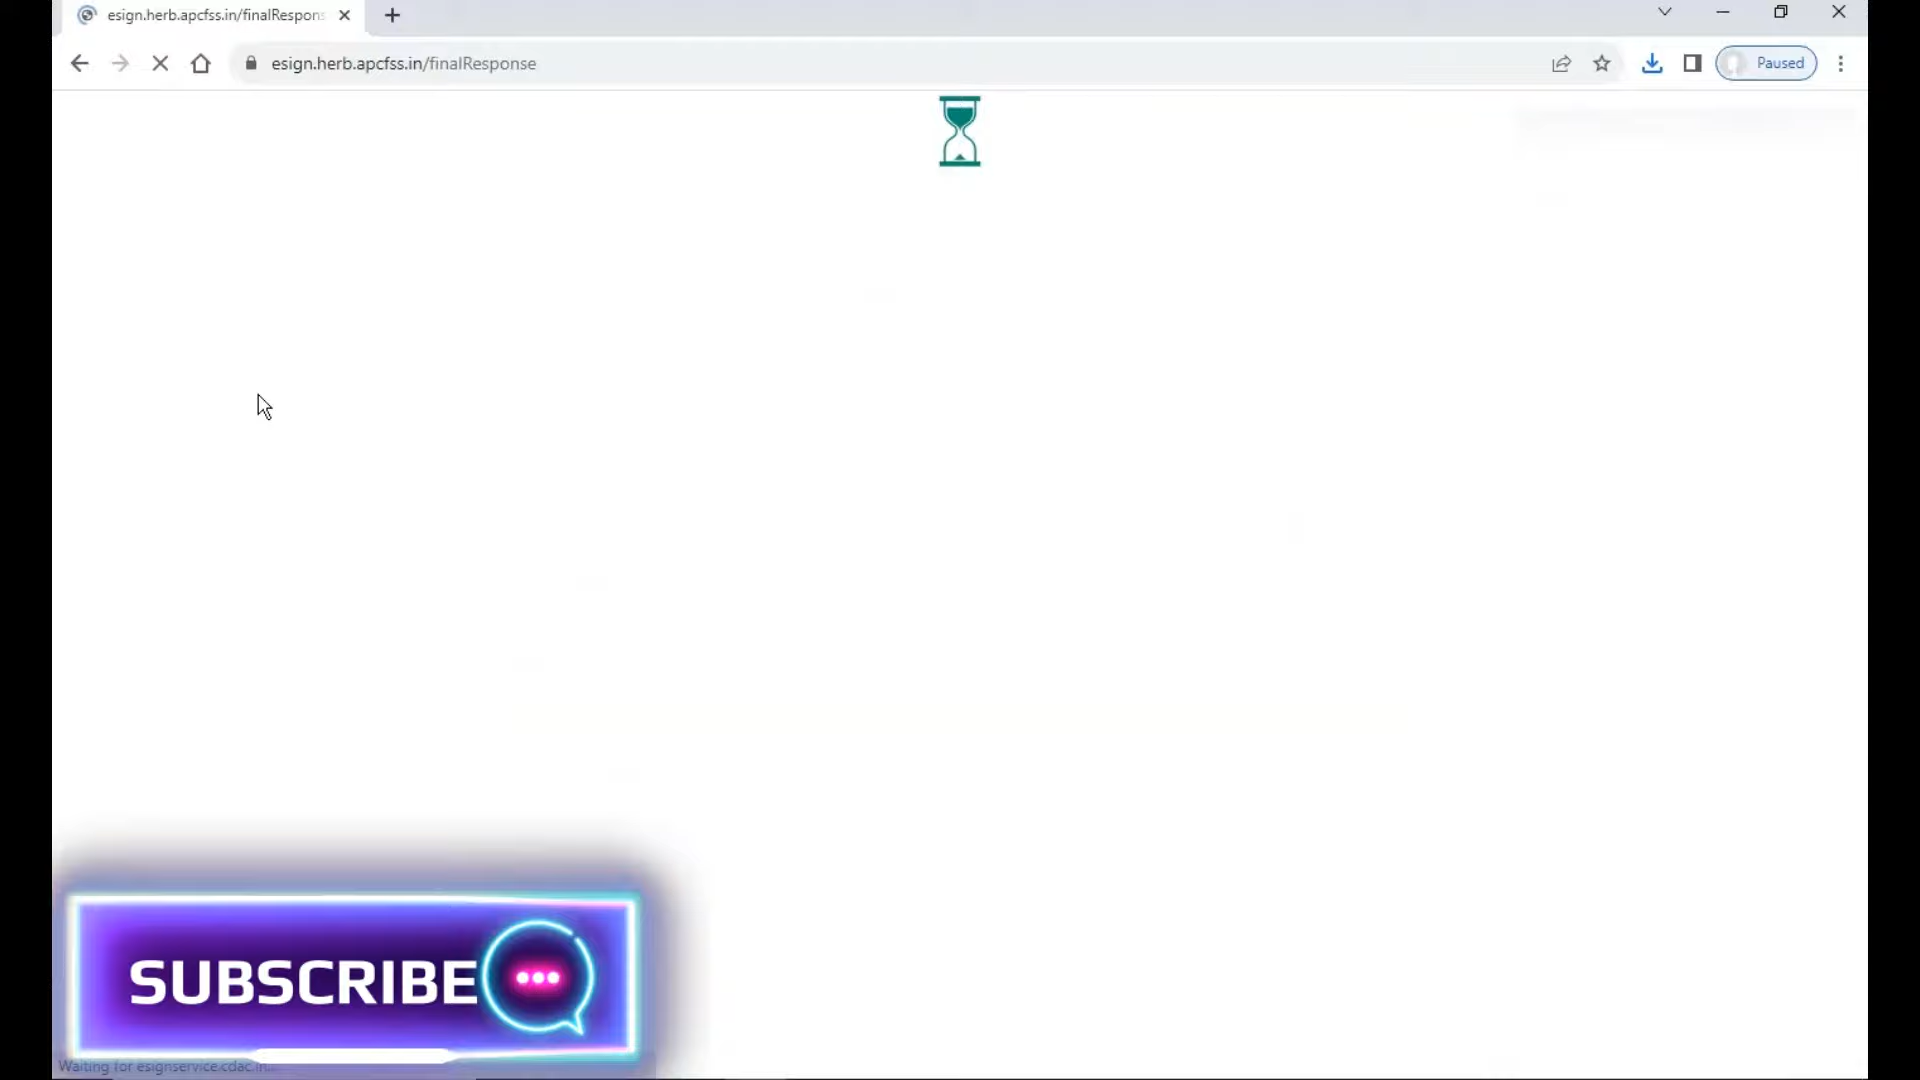 esign.herb.apcfss.in/finalRespons
esign.herb.apcfss.in/finalResponse
Paused
SUBSCRIBE
Waiting for esignservice.cdac.in...